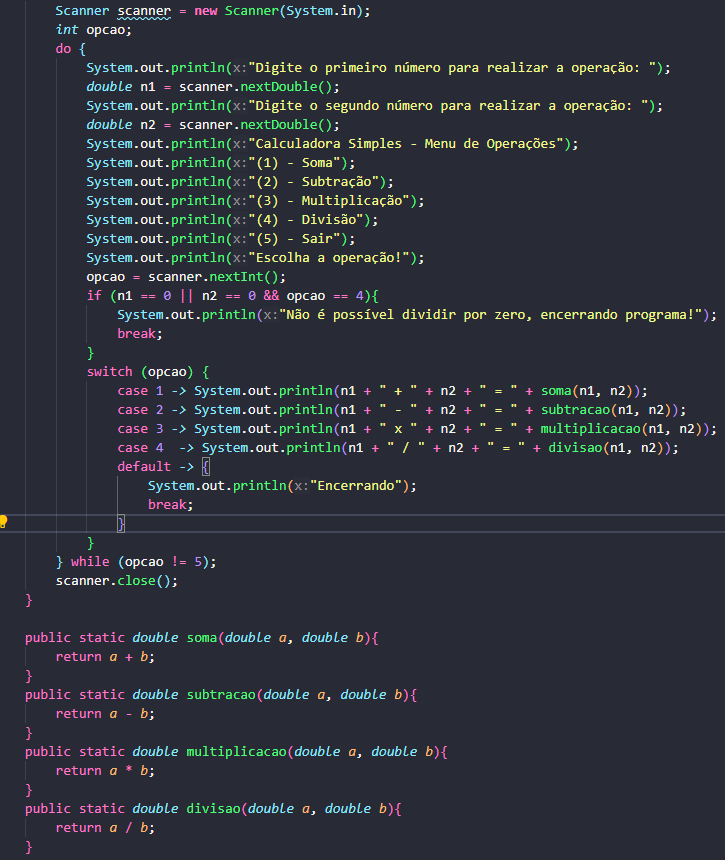 Scanner scanner = new Scanner(System.in);
int opcao;
do {
System.out.println(x:"Digite o primeiro número para realizar a operação: ");
double n1 = scanner.nextDouble();
System.out.println(x:"Digite o segundo número para realizar a operação: ");
double n2 = scanner.nextDouble();
System.out.println(x:"Calculadora Simples - Menu de Operações");
System.out.println(x:"(1) - Soma");
System.out.println(x:"(2) - Subtração");
System.out.println(x:"(3) - Multiplicação");
System.out.println(x:"(4) - Divisão");
System.out.println(x:"(5) - Sair");
System.out.println(x:"Escolha a operação!");
opcao = scanner.nextInt();
if (n1 == 0 || n2 == 0 && opcao == 4){
System.out.println(x:"Não é possível dividir por zero, encerrando programa!");
break;
}
switch (opcao) {
case 1 -> System.out.println(n1 + " + " + n2 + " = " + soma(n1, n2));
case 2 -> System.out.println(n1 + " - " + n2 + " = " + subtracao(n1, n2));
case 3 -> System.out.println(n1 + " x " + n2 + " = " + multiplicacao(n1, n2));
case 4  -> System.out.println(n1 + " / " + n2 + " = " + divisao(n1, n2));
default -> {
System.out.println(x:"Encerrando");
break;
}
}
} while (opcao != 5);
scanner.close();
}
public static double soma(double a, double b){
return a + b;
}
public static double subtracao(double a, double b){
return a - b;
}
public static double multiplicacao(double a, double b){
return a * b;
}
public static double divisao(double a, double b){
return a / b;
}